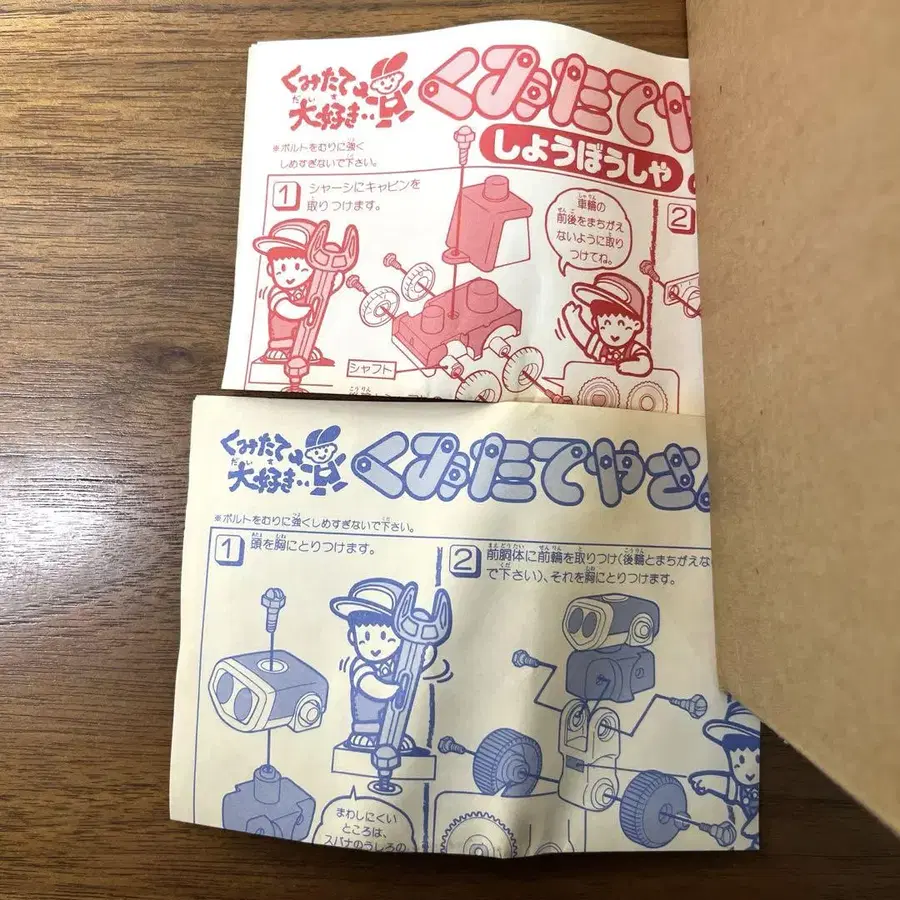 くみたて
だいす
大好き‥
くみたてや
※ボルトをむりに強く
しめすぎないで下さい。
しようぼうしゃ
1
シャーシにキャビンを
取りつけます。
車輪の
前後をまちがえ
ないように取り
つけてね。
2
シャフト
くみたて
だいす
大好き‥
くみたてやさ
※ボルトをむりに強くしめすぎないで下さい。
1
頭を胸にとりつけます。
2
前胴体に前輪を取りつけ(後輪とまちがえな
で下さい)、それを胸にとりつけます。
まわしにくい
ところは、
スパナのうしろの